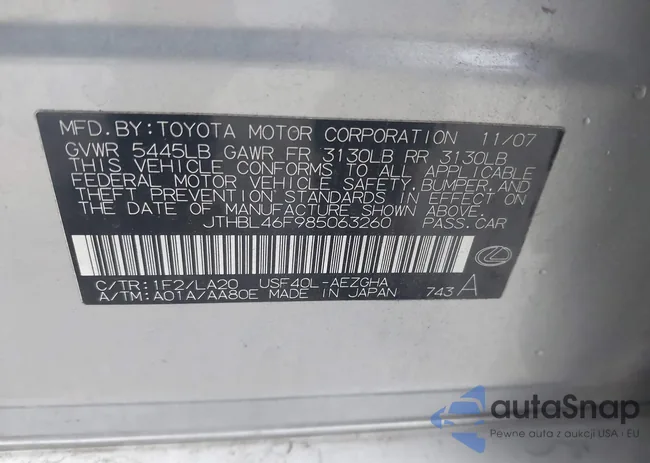 MFD. BY: TOYOTA MOTOR CORPORATION 11/07
GVWR 5445LB GAWR FR 3130LB RR 3130LB
THIS VEHICLE CONFORMS TO ALL APPLICABLE
FEDERAL MOTOR VEHICLE SAFETY, BUMPER, AND
THEFT PREVENTION STANDARDS IN EFFECT ON
THE DATE OF MANUFACTURE SHOWN ABOVE.
JTHBL46F985063260 PASS.CAR
C/TR: 1F2/LA20 USF40L-AEZGHA
A/TM: A01A/AA80E MADE IN JAPAN 743 A
autoSnap
Pewne auta z aukcji USA i EU